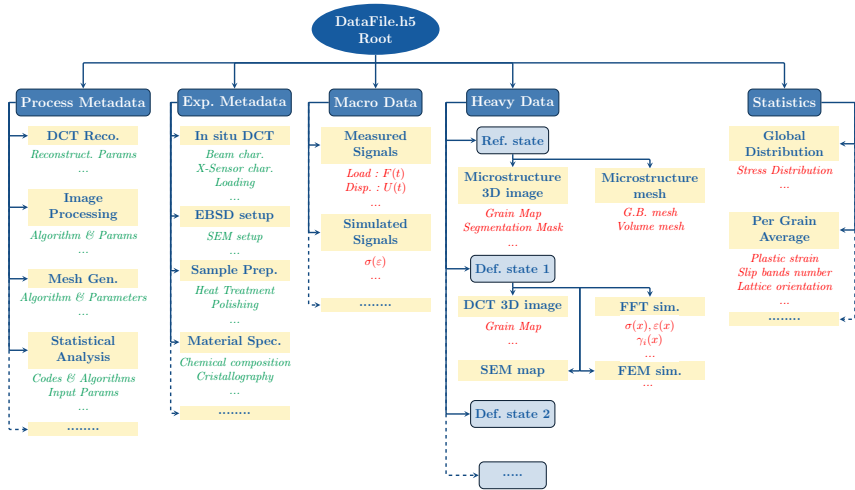 DataFile.h5
Root
Process Metadata
DCT Reco.
Reconstruct. Params
...
Image
Processing
Algorithm & Params
...
Mesh Gen.
Algorithm & Parameters
...
Statistical
Analysis
Codes & Algorithms
Input Params
...
........
Exp. Metadata
In situ DCT
Beam char.
X-Sensor char.
Loading
...
EBSD setup
SEM setup
...
Sample Prep.
Heat Treatment
Polishing
...
Material Spec.
Chemical composition
Cristallography
...
........
Macro Data
Measured
Signals
Load : F(t)
Disp. : U(t)
...
Simulated
Signals
σ(ε)
...
........
Heavy Data
Ref. state
Microstructure
3D image
Grain Map
Segmentation Mask
...
Microstructure
mesh
G.B. mesh
Volume mesh
Def. state 1
DCT 3D image
Grain Map
...
SEM map
FFT sim.
σ(x), ε(x)
γᵢ(x)
...
FEM sim.
...
Def. state 2
.....
Statistics
Global
Distribution
Stress Distribution
...
Per Grain
Average
Plastic strain
Slip bands number
Lattice orientation
...
........